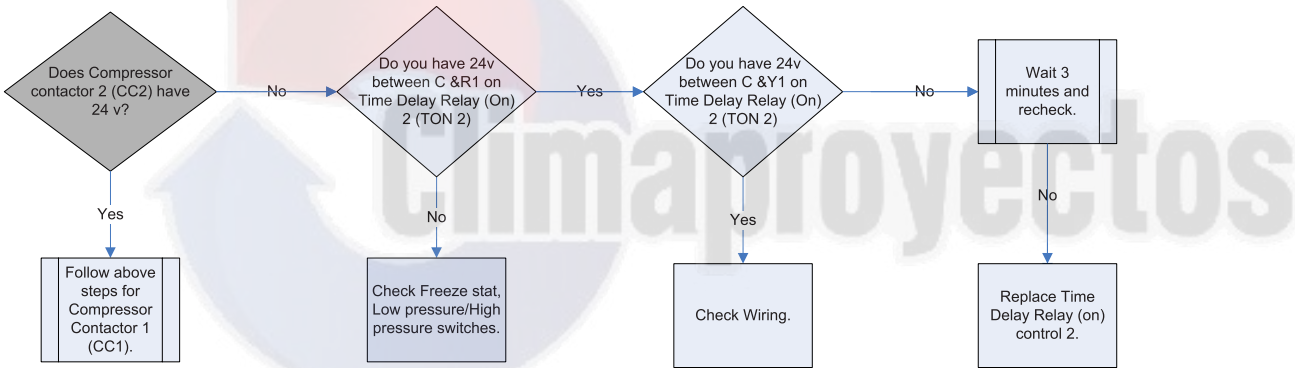 Does Compressor
contactor 2 (CC2) have
24 v?
No
Do you have 24v
between C &R1 on
Time Delay Relay (On)
2 (TON 2)
Yes
Do you have 24v
between C &Y1 on
Time Delay Relay (On)
2 (TON 2)
No
Wait 3
minutes and
recheck.
Yes
No
Yes
No
Follow above
steps for
Compressor
Contactor 1
(CC1).
Check Freeze stat,
Low pressure/High
pressure switches.
Check Wiring.
Replace Time
Delay Relay (on)
control 2.
Climaproyectos